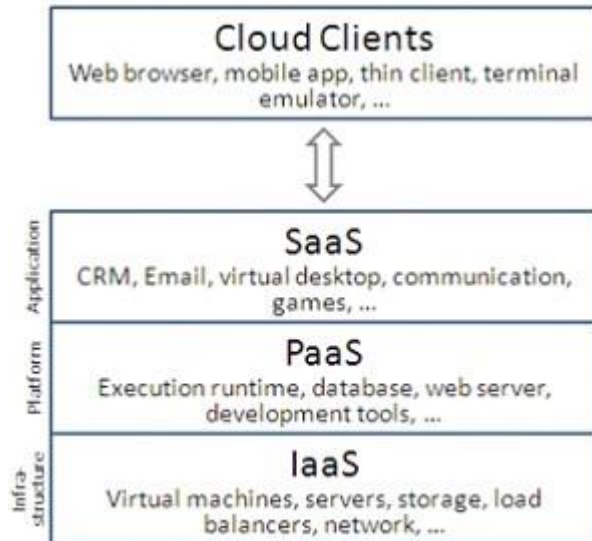 Cloud Clients
Web browser, mobile app, thin client, terminal
emulator, ...
Application
SaaS
CRM, Email, virtual desktop, communication,
games, ...
Platform
PaaS
Execution runtime, database, web server,
development tools, ...
Infra-
structure
IaaS
Virtual machines, servers, storage, load
balancers, network, ...